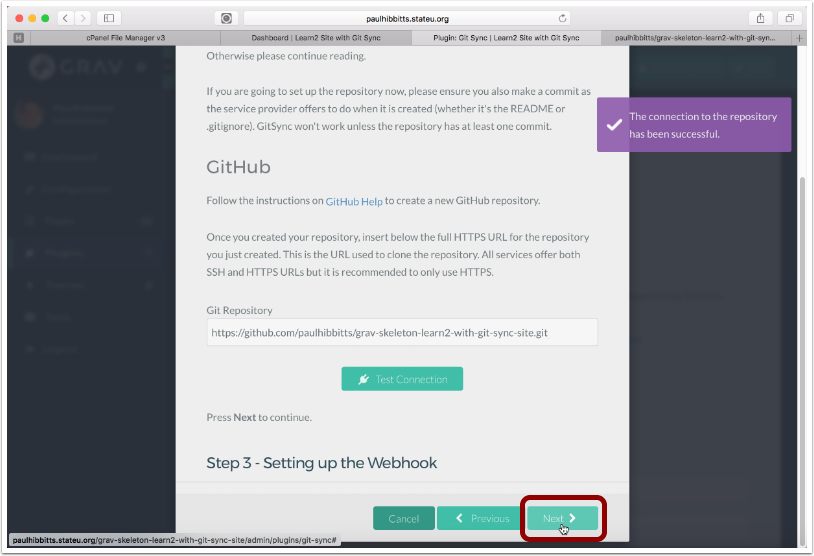 paulhibbitts.stateu.org
H
cPanel File Manager v3
Dashboard | Learn2 Site with Git Sync
Plugin: Git Sync | Learn2 Site with Git Sync
paulhibbitts/grav-skeleton-learn2-with-git-syn...
GRAV
Otherwise please continue reading.
If you are going to set up the repository now, please ensure you also make a commit as
the service provider offers to do when it is created (whether it's the README or
.gitignore). GitSync won't work unless the repository has at least one commit.
The connection to the repository
has been successful.
GitHub
Follow the instructions on GitHub Help to create a new GitHub repository.
Once you created your repository, insert below the full HTTPS URL for the repository
you just created. This is the URL used to clone the repository. All services offer both
SSH and HTTPS URLs but it is recommended to only use HTTPS.
Git Repository
https://github.com/paulhibbitts/grav-skeleton-learn2-with-git-sync-site.git
Test Connection
Press Next to continue.
Step 3 - Setting up the Webhook
Cancel
Previous
Next
paulhibbitts.stateu.org/grav-skeleton-learn2-with-git-sync-site/admin/plugins/git-sync#